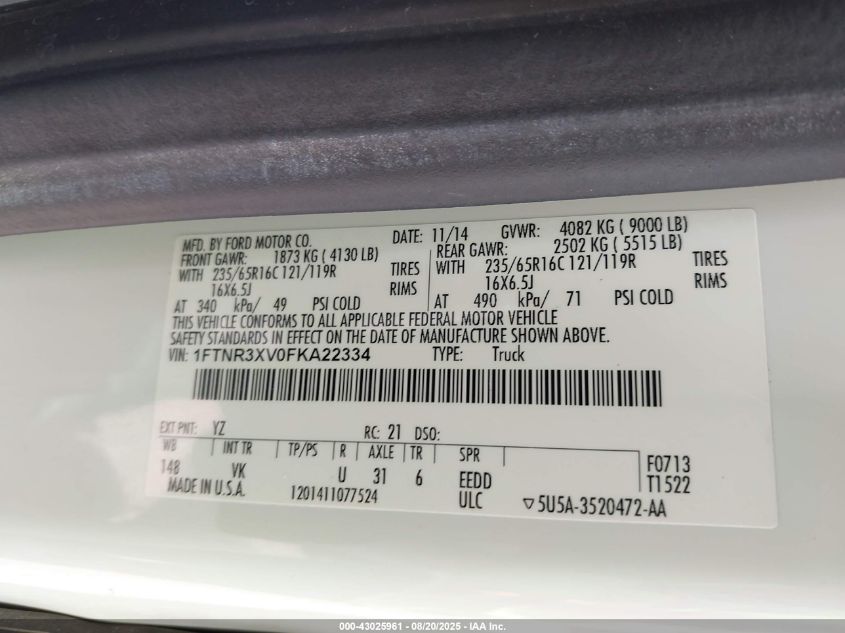 MFD. BY FORD MOTOR CO.
DATE: 11/14 GVWR: 4082 KG ( 9000 LB)
FRONT GAWR: 1873 KG ( 4130 LB)
REAR GAWR: 2502 KG ( 5515 LB)
WITH 235/65R16C 121/119R TIRES
WITH 235/65R16C 121/119R TIRES
16X6.5J RIMS
16X6.5J RIMS
AT 340 kPa/ 49 PSI COLD
AT 490 kPa/ 71 PSI COLD
THIS VEHICLE CONFORMS TO ALL APPLICABLE FEDERAL MOTOR VEHICLE
SAFETY STANDARDS IN EFFECT ON THE DATE OF MANUFACTURE SHOWN ABOVE.
VIN: 1FTNR3XV0FKA22334 TYPE: Truck
EXT PNT: YZ RC: 21 DSO:
WB INT TR TP/PS R AXLE TR SPR
148 VK U 31 6 EEDD F0713
MADE IN U.S.A. 1201411077524 ULC T1522
▽5U5A-3520472-AA
000-43025961 - 08/20/2025 - IAA Inc.